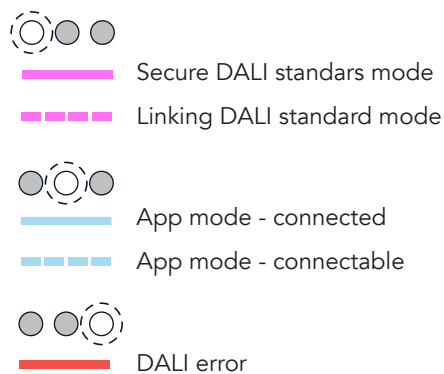 Secure DALI standars mode
Linking DALI standard mode
App mode - connected
App mode - connectable
DALI error